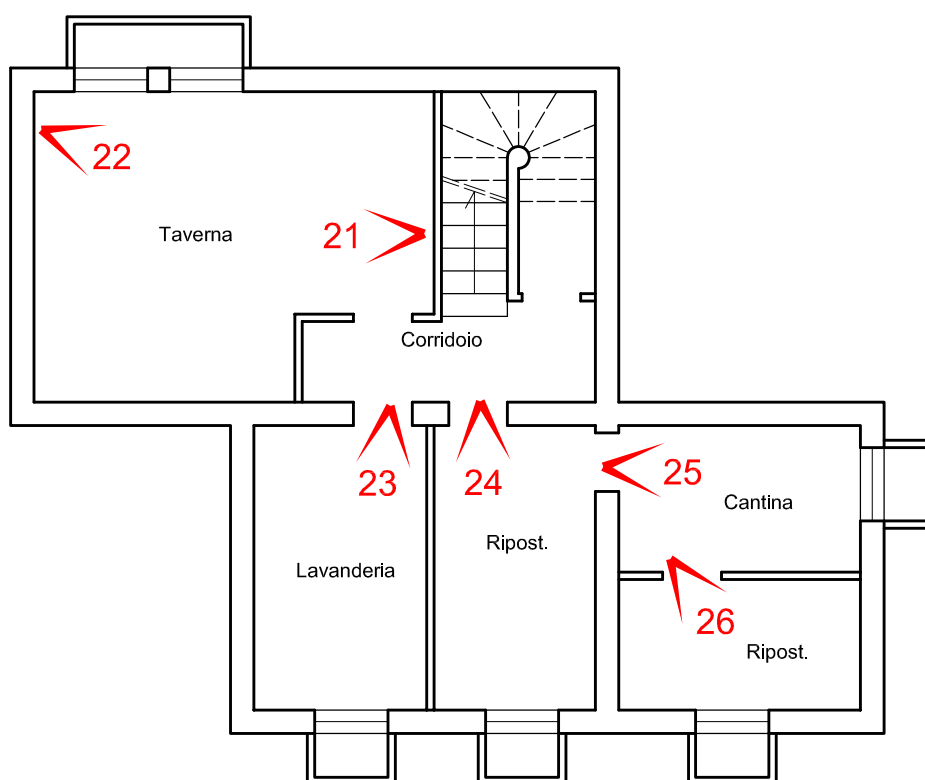 22
Taverna
21
Corridoio
23
24
25
Cantina
Ripost.
Lavanderia
26
Ripost.